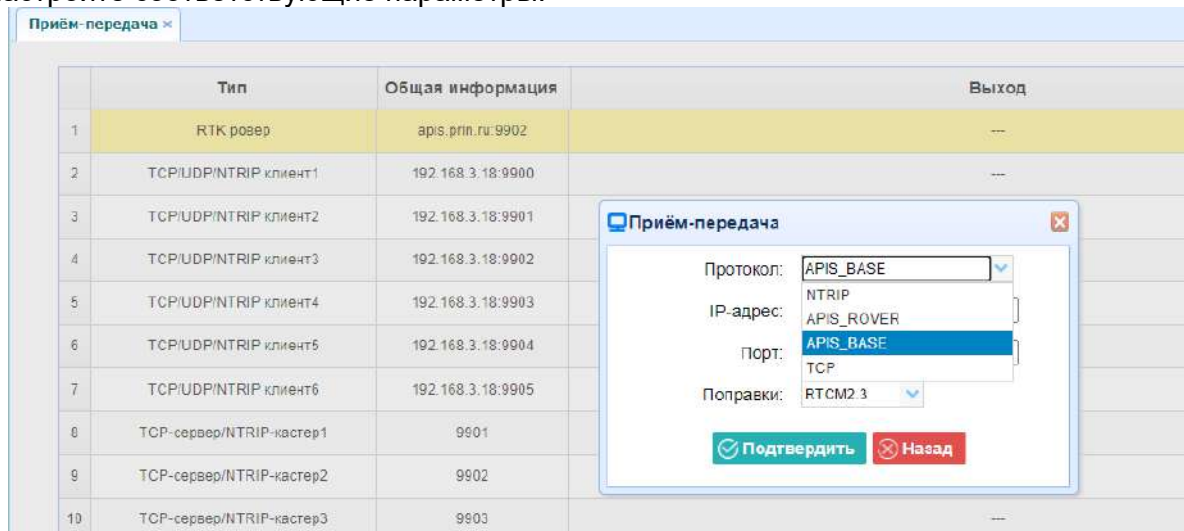 настройте соответствующие параметры.
Приём-передача ×
Тип Общая информация Выход
1 RTK ровер apis.prin.ru:9902 ---
2 TCP/UDP/NTRIP клиент1 192.168.3.18:9900 ---
3 TCP/UDP/NTRIP клиент2 192.168.3.18:9901
4 TCP/UDP/NTRIP клиент3 192.168.3.18:9902
5 TCP/UDP/NTRIP клиент4 192.168.3.18:9903
6 TCP/UDP/NTRIP клиент5 192.168.3.18:9904
7 TCP/UDP/NTRIP клиент6 192.168.3.18:9905
8 TCP-сервер/NTRIP-кастер1 9901
9 TCP-сервер/NTRIP-кастер2 9902
10 TCP-сервер/NTRIP-кастер3 9903 ---
Приём-передача
Протокол: APIS_BASE
NTRIP
IP-адрес: APIS_ROVER
Порт: APIS_BASE
TCP
Поправки: RTCM2.3
Подтвердить Назад